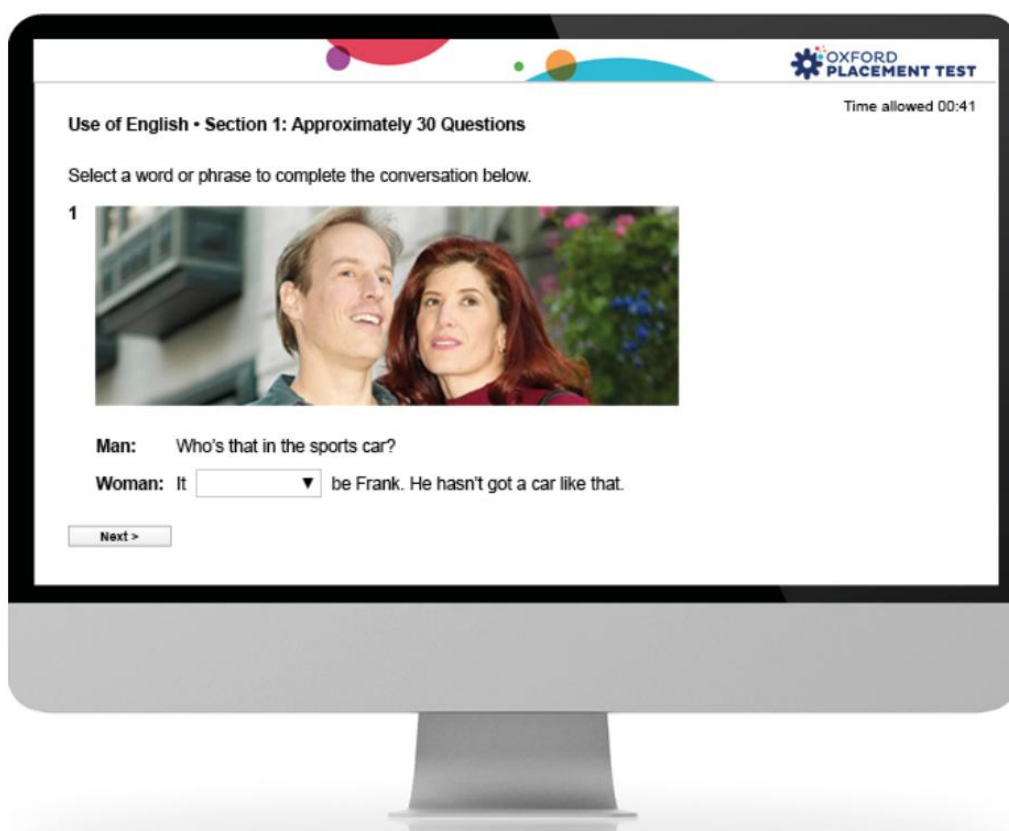 OXFORD
PLACEMENT TEST
Time allowed 00:41
Use of English • Section 1: Approximately 30 Questions
Select a word or phrase to complete the conversation below.
1
Man: Who's that in the sports car?
Woman: It ▼ be Frank. He hasn't got a car like that.
Next >